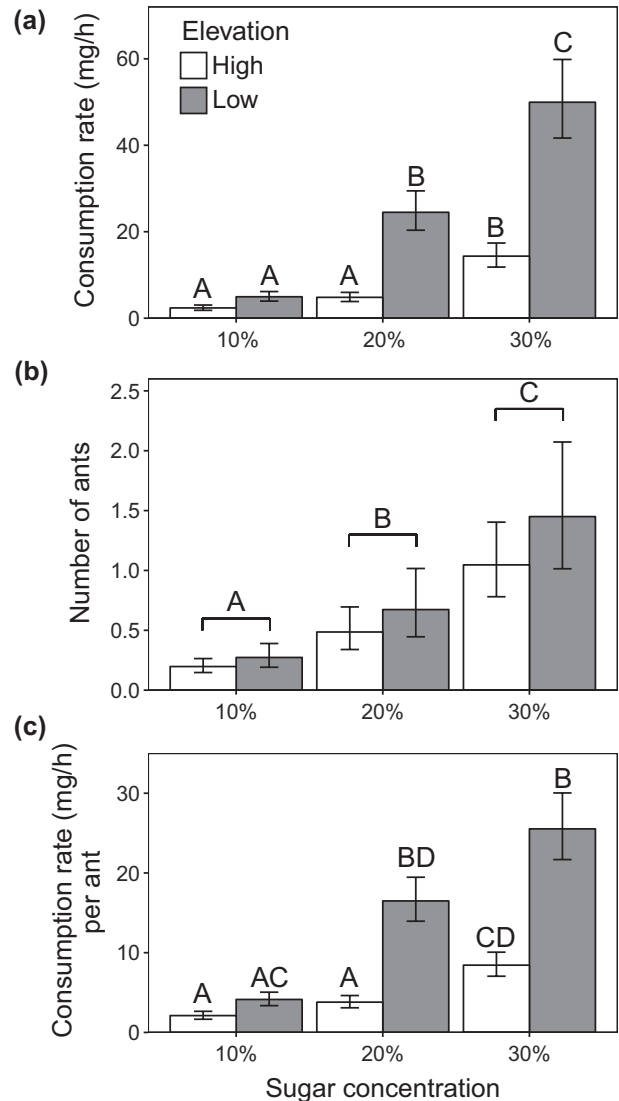 (a)
Consumption rate (mg/h)
Elevation
High
Low
60
40
20
0
A
A
A
B
B
C
10%
20%
30%
(b)
Number of ants
2.5
2.0
1.5
1.0
0.5
0.0
A
B
C
10%
20%
30%
(c)
Consumption rate (mg/h)
per ant
30
20
10
0
A
AC
A
BD
CD
B
10%
20%
30%
Sugar concentration